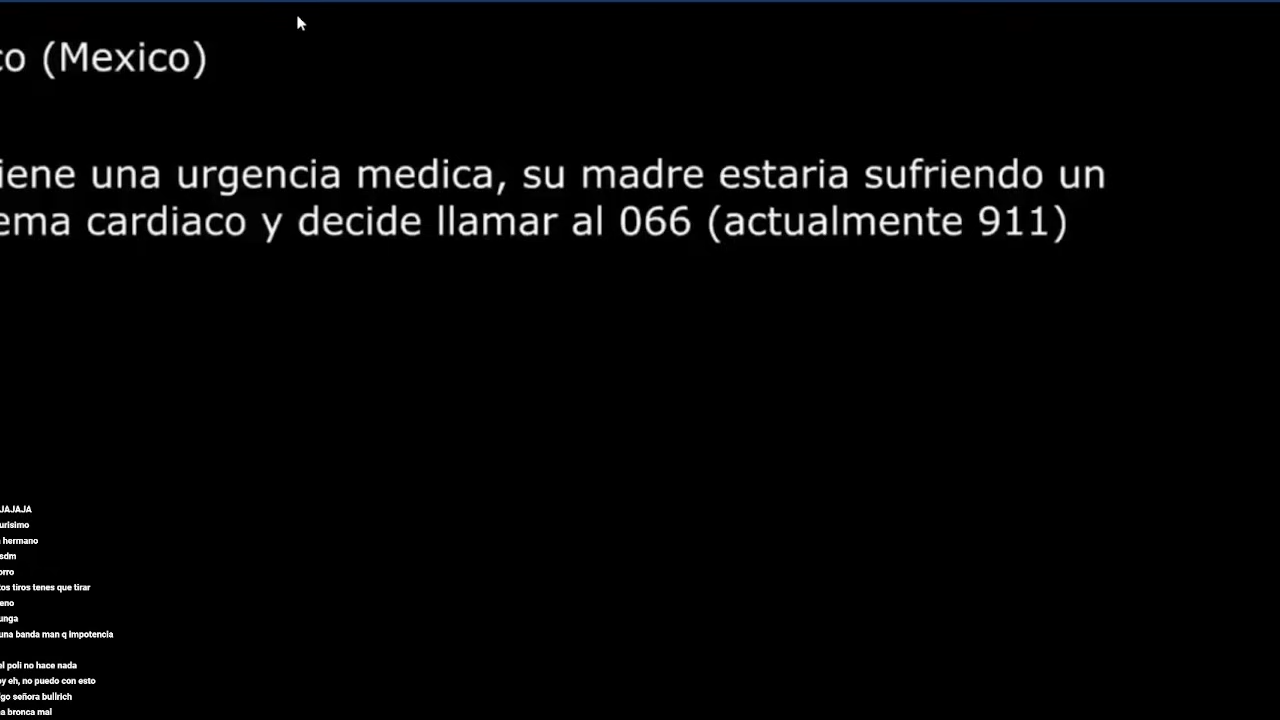 co (Mexico)
iene una urgencia medica, su madre estaria sufriendo un
ema cardiaco y decide llamar al 066 (actualmente 911)
JAJAJA
urisimo
hermano
sdm
orro
os tiros tenes que tirar
eno
unga
una banda man q impotencia
el poli no hace nada
oy eh, no puedo con esto
go señora bullrich
a bronca mal